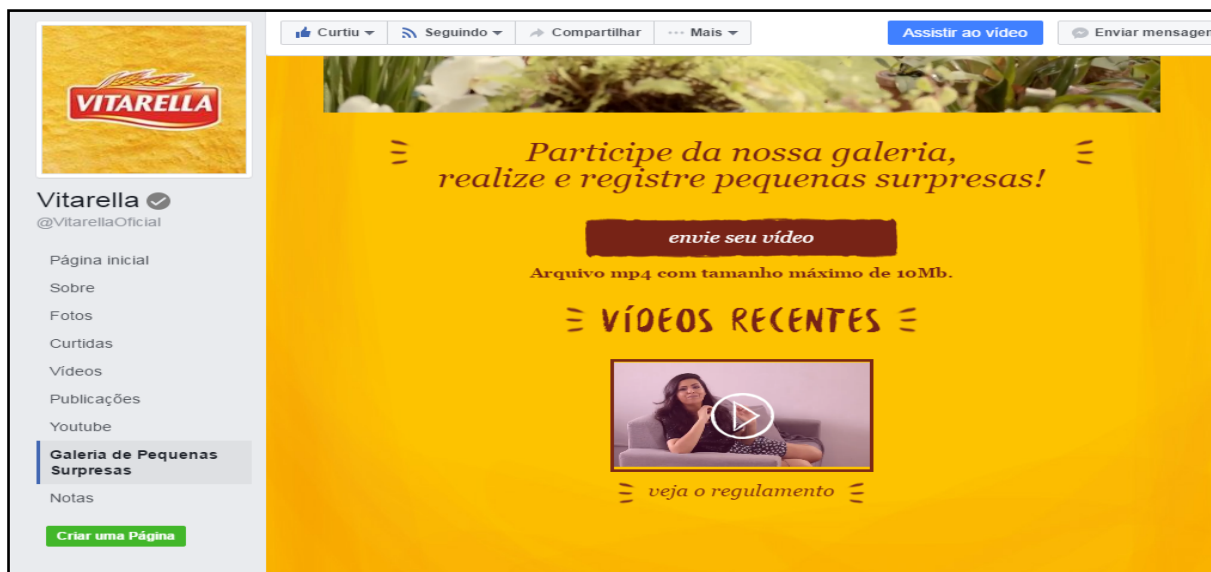 VITARELLA
Vitarella
@VitarellaOficial
Página inicial
Sobre
Fotos
Curtidas
Vídeos
Publicações
Youtube
Galeria de Pequenas
Surpresas
Notas
Criar uma Página
Curtiu
Seguindo
Compartilhar
Mais
Assistir ao vídeo
Enviar mensagem
Participe da nossa galeria,
realize e registre pequenas surpresas!
envie seu vídeo
Arquivo mp4 com tamanho máximo de 10Mb.
VÍDEOS RECENTES
veja o regulamento